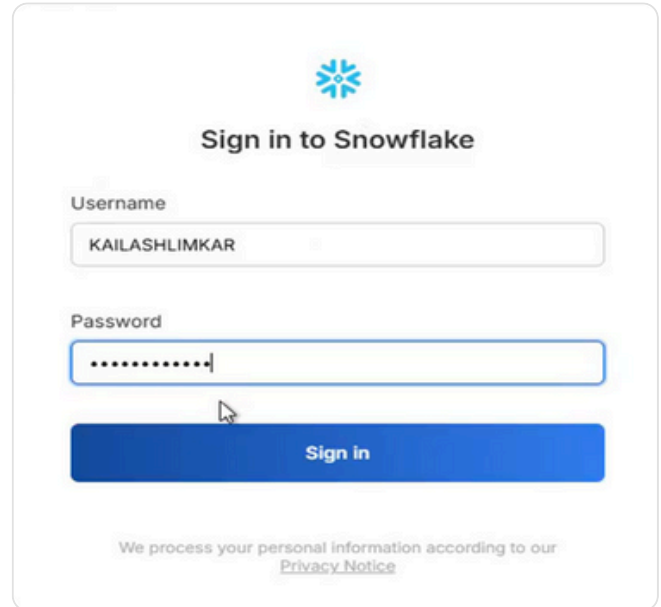 Sign in to Snowflake
Username
KAILASHLIMKAR
Password
••••••••••••
Sign in
We process your personal information according to our
Privacy Notice